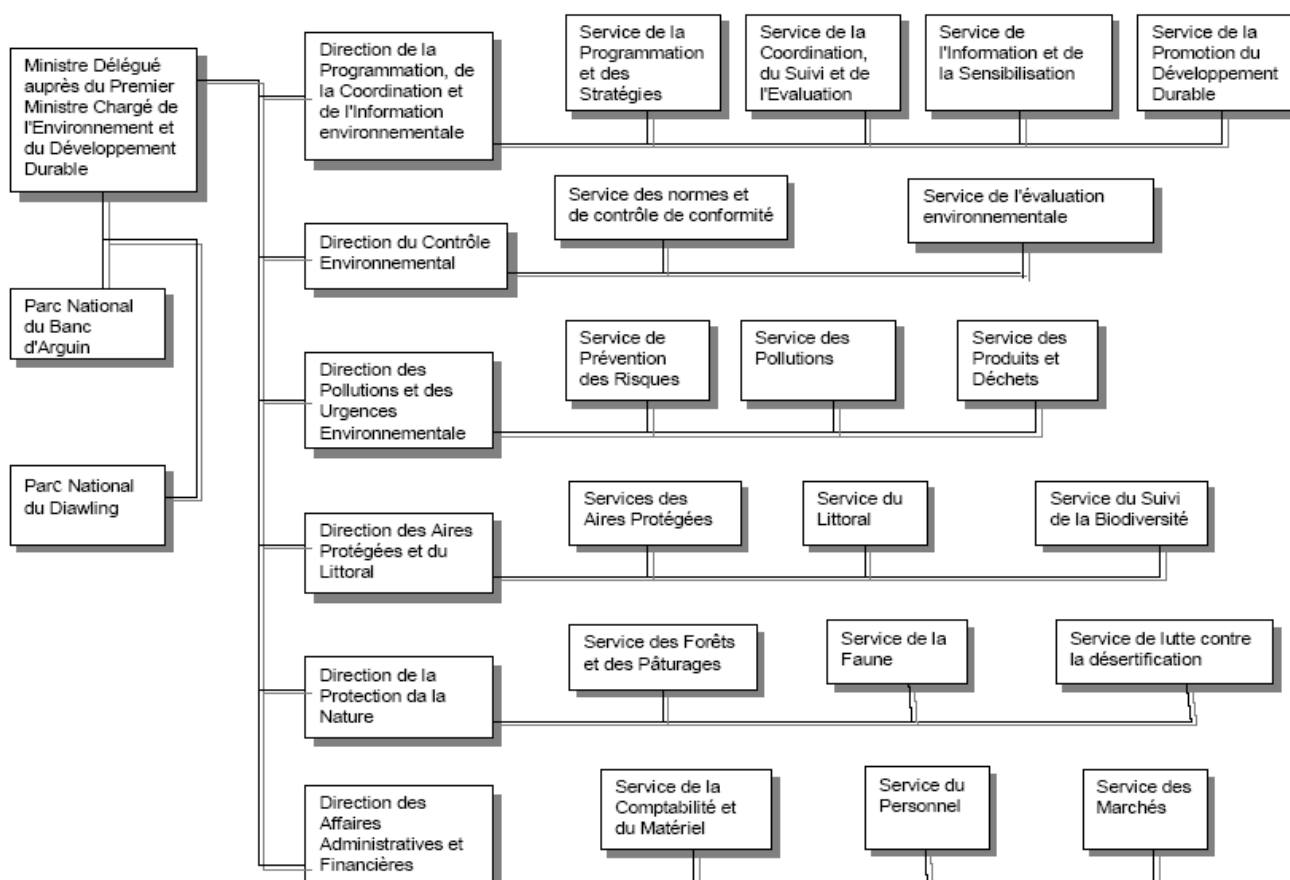 Ministre Délégué
auprès du Premier
Ministre Chargé de
l'Environnement et
du Développement
Durable
Parc National
du Banc
d'Arguin
Parc National
du Diawling
Direction de la
Programmation, de
la Coordination et
de l'Information
environnementale
Service de la
Programmation
et des
Stratégies
Service de la
Coordination,
du Suivi et de
l'Evaluation
Service de
l'Information et de
la Sensibilisation
Service de la
Promotion du
Développement
Durable
Direction du Contrôle
Environnemental
Service des normes et
de contrôle de conformité
Service de l'évaluation
environnementale
Direction des
Pollutions et des
Urgences
Environnementale
Service de
Prévention
des Risques
Service des
Pollutions
Service des
Produits et
Déchets
Direction des Aires
Protégées et du
Littoral
Services des
Aires Protégées
Service du
Littoral
Service du Suivi
de la Biodiversité
Direction de la
Protection da la
Nature
Service des Forêts
et des Pâturages
Service de la
Faune
Service de lutte contre
la désertification
Direction des
Affaires
Administratives et
Financières
Service de la
Comptabilité et
du Matériel
Service du
Personnel
Service des
Marchés